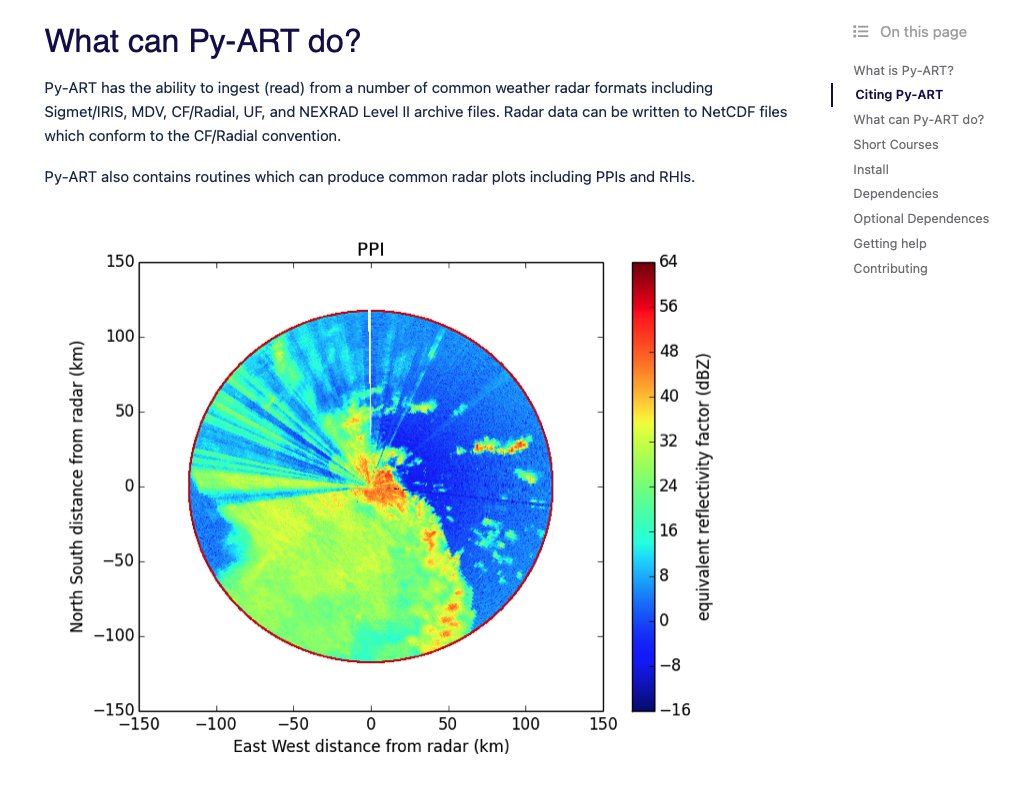 What can Py-ART do?
Py-ART has the ability to ingest (read) from a number of common weather radar formats including
Sigmet/IRIS, MDV, CF/Radial, UF, and NEXRAD Level II archive files. Radar data can be written to NetCDF files
which conform to the CF/Radial convention.
Py-ART also contains routines which can produce common radar plots including PPIs and RHIs.
On this page
What is Py-ART?
Citing Py-ART
What can Py-ART do?
Short Courses
Install
Dependencies
Optional Dependences
Getting help
Contributing
PPI
North South distance from radar (km)
150
100
50
0
−50
−100
−150
−150 −100 −50 0 50 100 150
East West distance from radar (km)
64
56
48
40
32
24
16
8
0
−8
−16
equivalent reflectivity factor (dBZ)